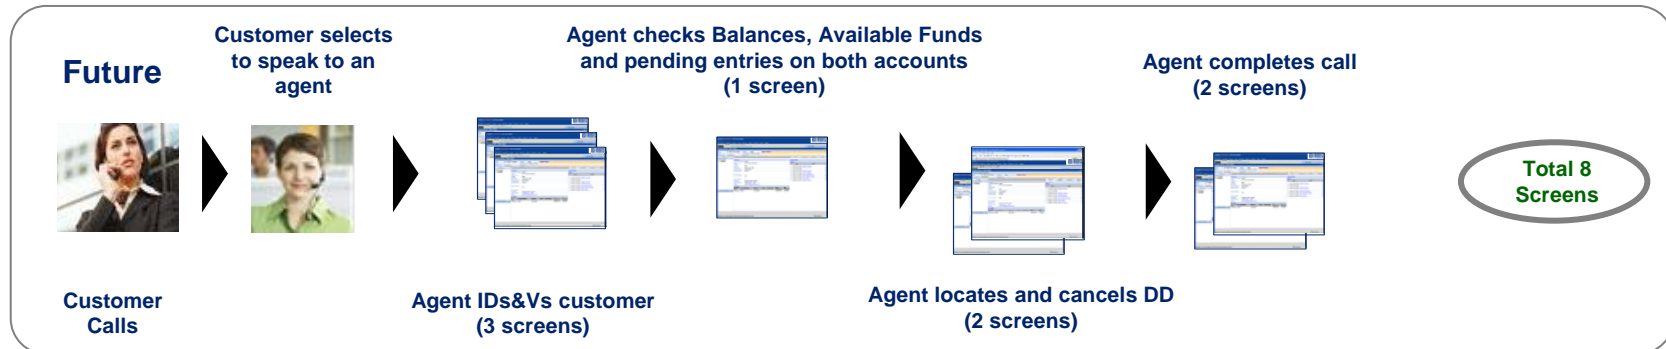 Future
Customer
Calls
Customer selects
to speak to an
agent
Agent IDs&Vs customer
(3 screens)
Agent checks Balances, Available Funds
and pending entries on both accounts
(1 screen)
Agent locates and cancels DD
(2 screens)
Agent completes call
(2 screens)
Total 8
Screens